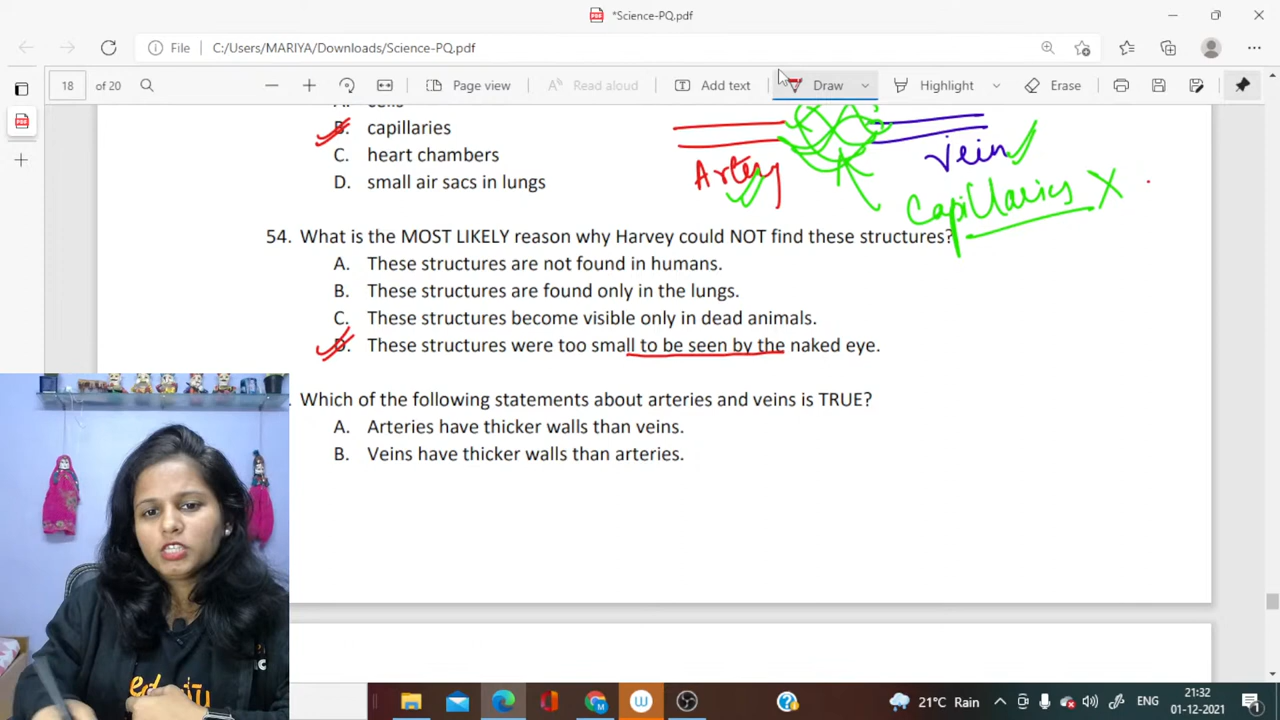 *Science-PQ.pdf
File C:/Users/MARIYA/Downloads/Science-PQ.pdf
18 of 20 Page view Read aloud Add text Draw Highlight Erase
B. capillaries
C. heart chambers
D. small air sacs in lungs
Artery
Vein
Capillaries X
54. What is the MOST LIKELY reason why Harvey could NOT find these structures?
A. These structures are not found in humans.
B. These structures are found only in the lungs.
C. These structures become visible only in dead animals.
D. These structures were too small to be seen by the naked eye.
Which of the following statements about arteries and veins is TRUE?
A. Arteries have thicker walls than veins.
B. Veins have thicker walls than arteries.
21°C Rain
ENG
21:32
01-12-2021